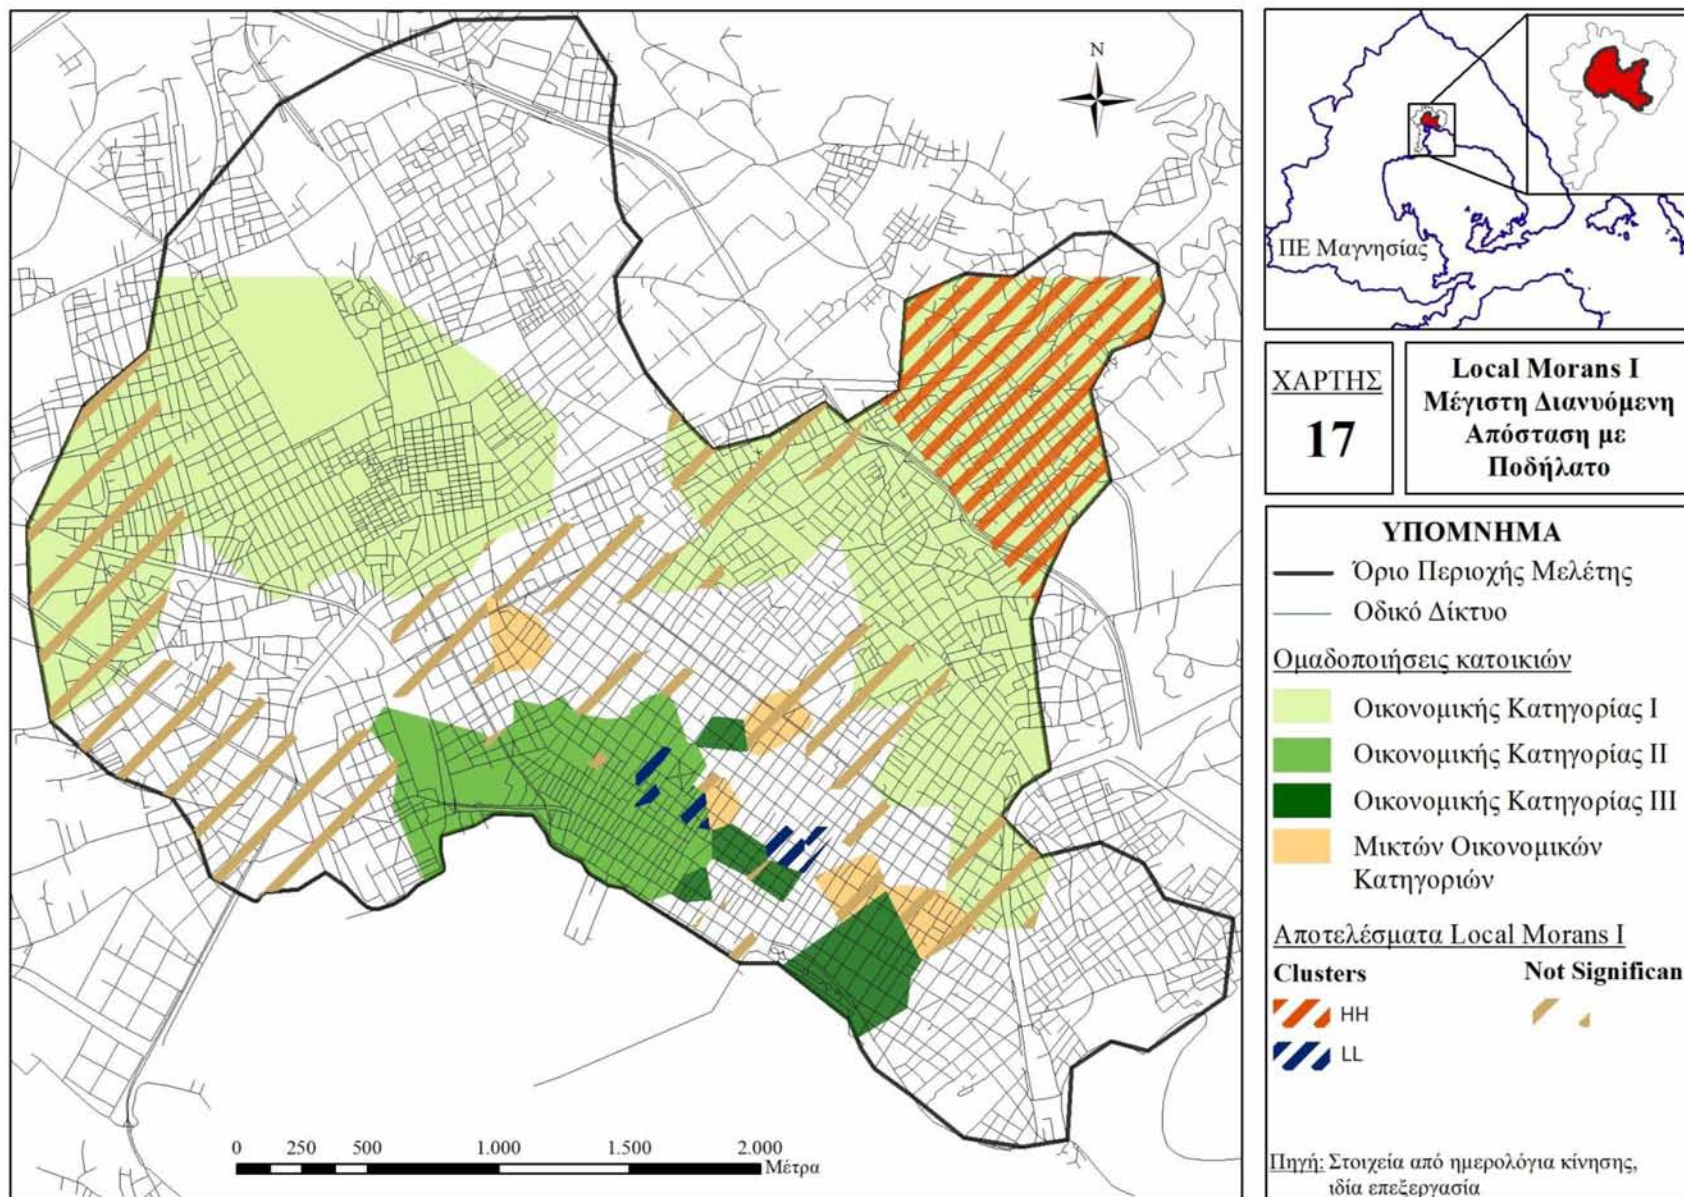 N
ΠΕ Μαγνησίας
ΧΑΡΤΗΣ
17
Local Morans I
Μέγιστη Διανυόμενη
Απόσταση με
Ποδήλατο
ΥΠΟΜΝΗΜΑ
Όριο Περιοχής Μελέτης
Οδικό Δίκτυο
Ομαδοποιήσεις κατοικιών
Οικονομικής Κατηγορίας I
Οικονομικής Κατηγορίας II
Οικονομικής Κατηγορίας III
Μικτών Οικονομικών
Κατηγοριών
Αποτελέσματα Local Morans I
Clusters Not Significan
HH
LL
0 250 500 1.000 1.500 2.000
Μέτρα
Πηγή: Στοιχεία από ημερολόγια κίνησης,
ιδία επεξεργασία